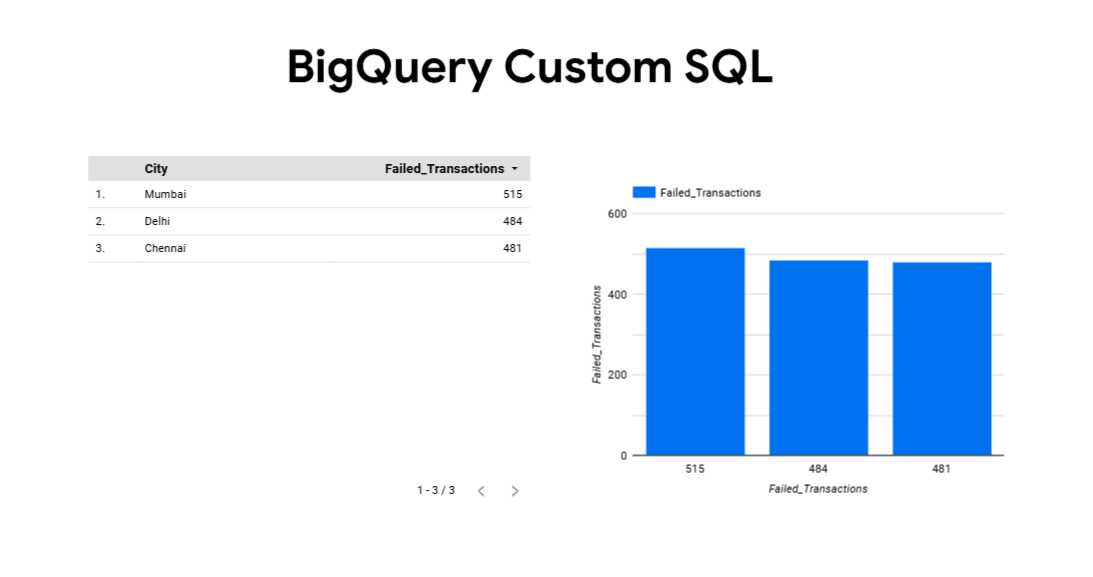 BigQuery Custom SQL
City Failed_Transactions
1. Mumbai 515
2. Delhi 484
3. Chennai 481
1 - 3 / 3
Failed_Transactions
600
400
200
0
Failed_Transactions
515 484 481
Failed_Transactions